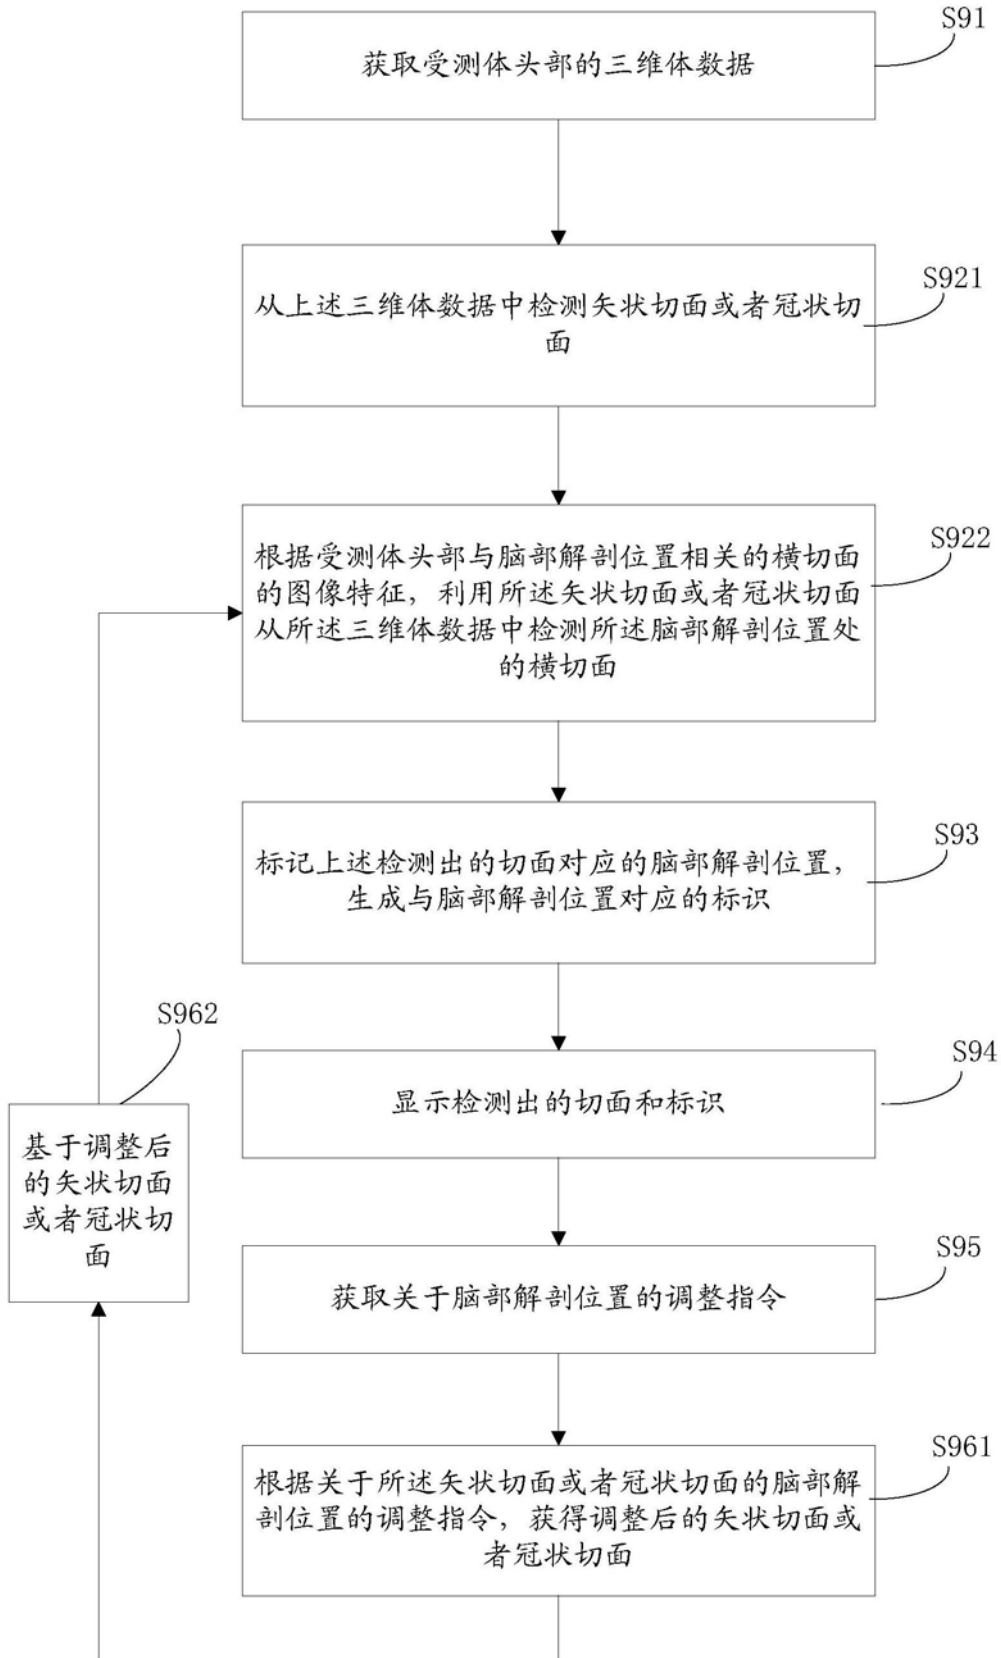 S91
获取受测体头部的三维体数据
S921
从上述三维体数据中检测矢状切面或者冠状切
面
S922
根据受测体头部与脑部解剖位置相关的横切面
的图像特征，利用所述矢状切面或者冠状切面
从所述三维体数据中检测所述脑部解剖位置处
的横切面
S93
标记上述检测出的切面对应的脑部解剖位置，
生成与脑部解剖位置对应的标识
S962
S94
显示检测出的切面和标识
基于调整后
的矢状切面
或者冠状切
面
S95
获取关于脑部解剖位置的调整指令
S961
根据关于所述矢状切面或者冠状切面的脑部解
剖位置的调整指令，获得调整后的矢状切面或
者冠状切面